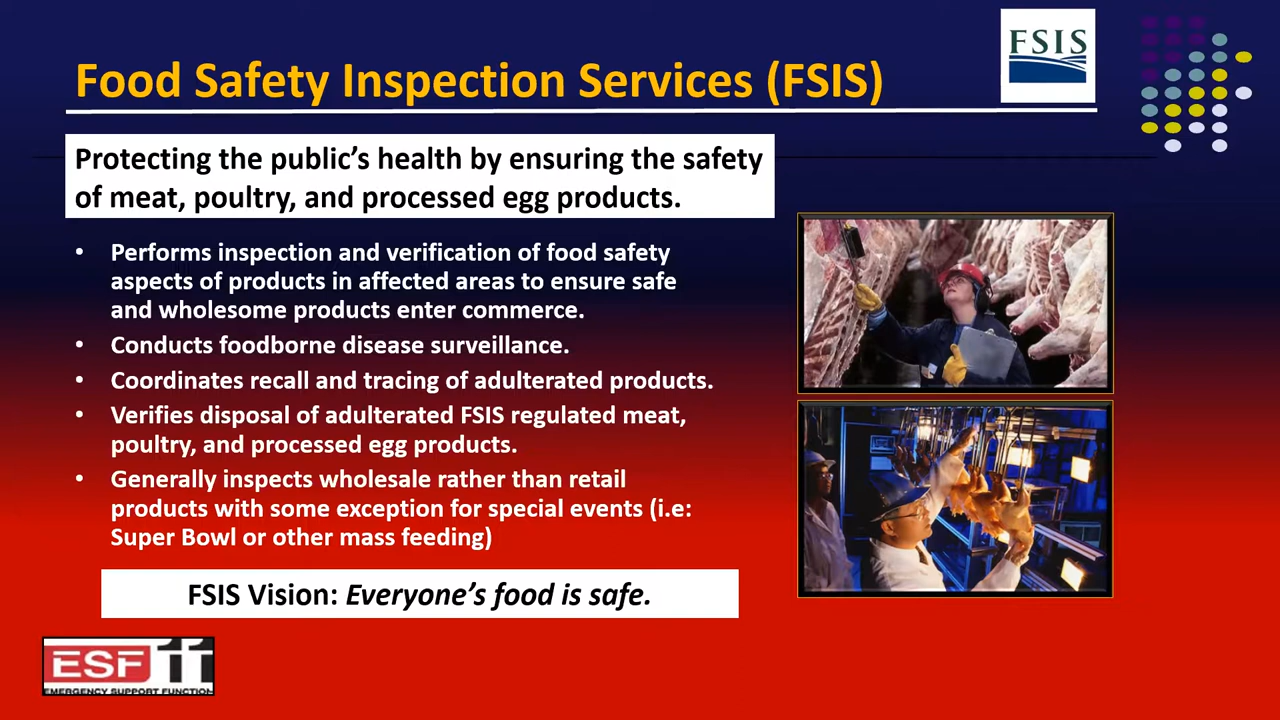 FSIS
Food Safety Inspection Services (FSIS)
Protecting the public's health by ensuring the safety
of meat, poultry, and processed egg products.
• Performs inspection and verification of food safety
aspects of products in affected areas to ensure safe
and wholesome products enter commerce.
• Conducts foodborne disease surveillance.
• Coordinates recall and tracing of adulterated products.
• Verifies disposal of adulterated FSIS regulated meat,
poultry, and processed egg products.
• Generally inspects wholesale rather than retail
products with some exception for special events (i.e:
Super Bowl or other mass feeding)
FSIS Vision: Everyone's food is safe.
ESF 11
EMERGENCY SUPPORT FUNCTION